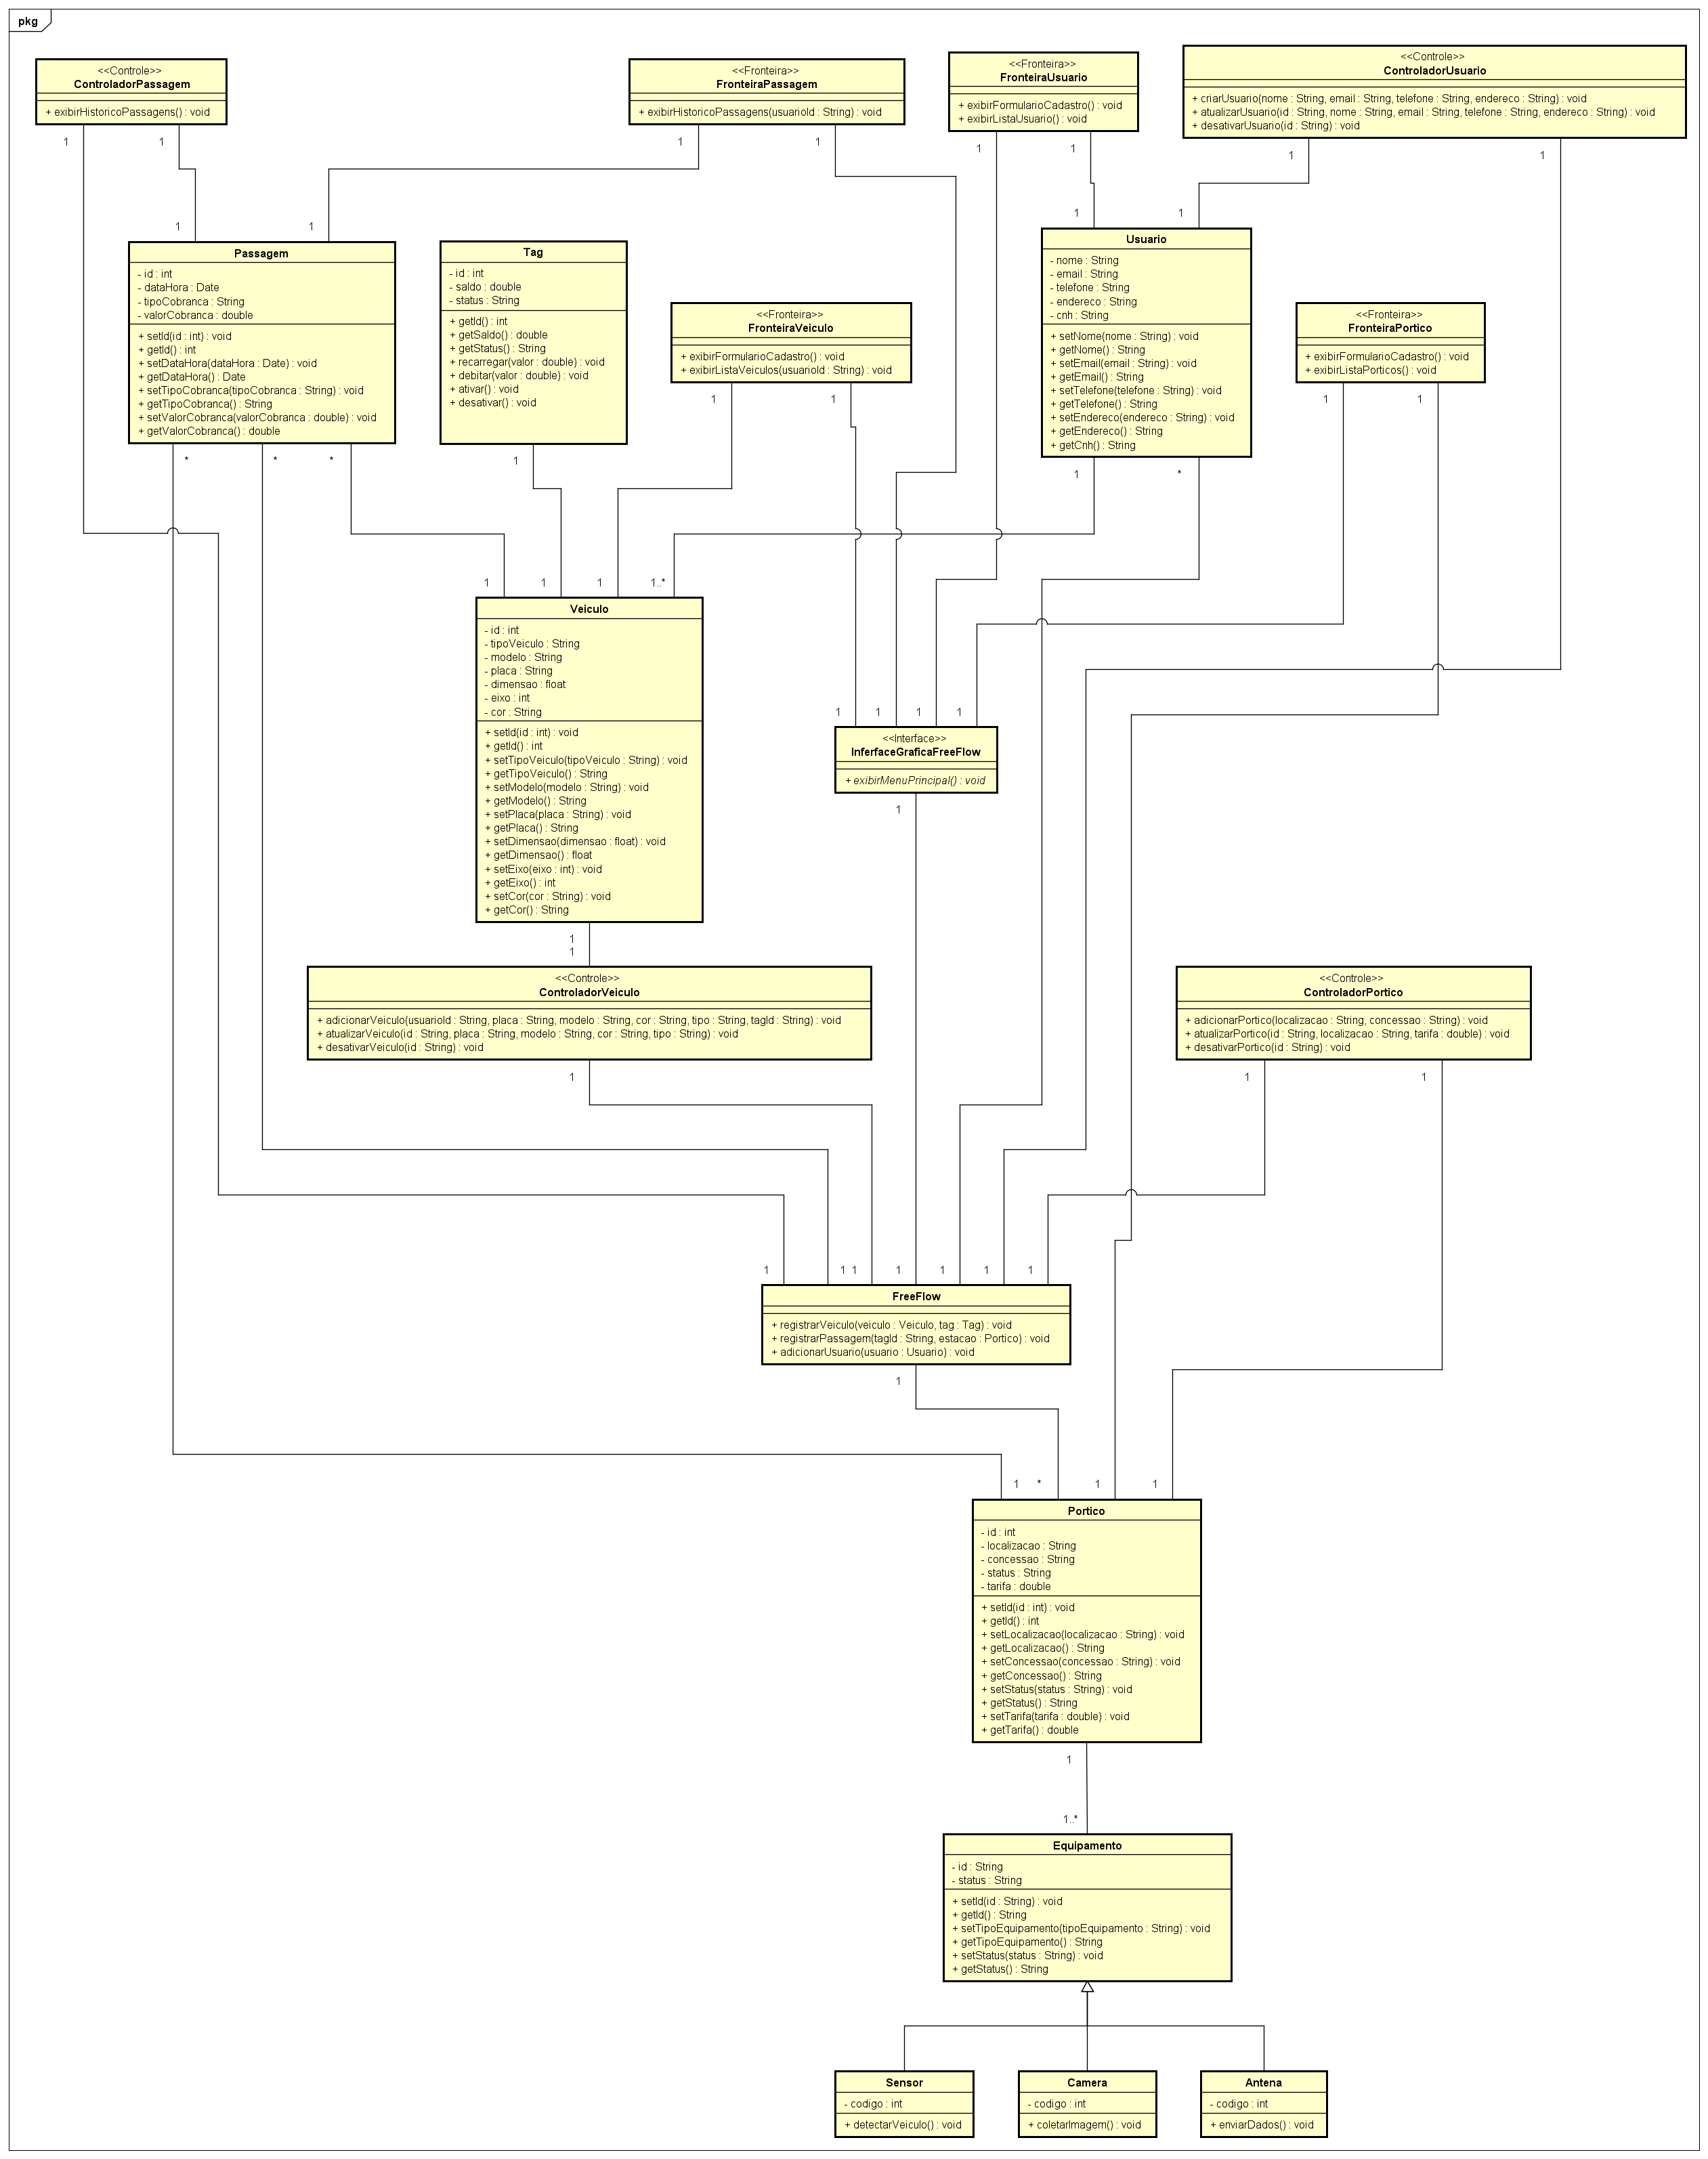 pkg
<<Controle>>
ControladorPassagem
+ exibirHistoricoPassagens() : void
<<Fronteira>>
FronteiraPassagem
+ exibirHistoricoPassagens(usuarioId : String) : void
<<Fronteira>>
FronteiraUsuario
+ exibirFormularioCadastro() : void
+ exibirListaUsuario() : void
<<Controle>>
ControladorUsuario
+ criarUsuario(nome : String, email : String, telefone : String, endereco : String) : void
+ atualizarUsuario(id : String, nome : String, email : String, telefone : String, endereco : String) : void
+ desativarUsuario(id : String) : void
1 1 1 1 1 1 1 1
1 1 1 1
Passagem
- id : int
- dataHora : Date
- tipoCobranca : String
- valorCobranca : double
+ setId(id : int) : void
+ getId() : int
+ setDataHora(dataHora : Date) : void
+ getDataHora() : Date
+ setTipoCobranca(tipoCobranca : String) : void
+ getTipoCobranca() : String
+ setValorCobranca(valorCobranca : double) : void
+ getValorCobranca() : double
Tag
- id : int
- saldo : double
- status : String
+ getId() : int
+ getSaldo() : double
+ getStatus() : String
+ recarregar(valor : double) : void
+ debitar(valor : double) : void
+ ativar() : void
+ desativar() : void
<<Fronteira>>
FronteiraVeiculo
+ exibirFormularioCadastro() : void
+ exibirListaVeiculos(usuarioId : String) : void
Usuario
- nome : String
- email : String
- telefone : String
- endereco : String
- cnh : String
+ setNome(nome : String) : void
+ getNome() : String
+ setEmail(email : String) : void
+ getEmail() : String
+ setTelefone(telefone : String) : void
+ getTelefone() : String
+ setEndereco(endereco : String) : void
+ getEndereco() : String
+ getCnh() : String
<<Fronteira>>
FronteiraPortico
+ exibirFormularioCadastro() : void
+ exibirListaPorticos() : void
1 1 1 1
* * * 1 1 *
1 1 1 1..*
Veiculo
- id : int
- tipoVeiculo : String
- modelo : String
- placa : String
- dimensao : float
- eixo : int
- cor : String
+ setId(id : int) : void
+ getId() : int
+ setTipoVeiculo(tipoVeiculo : String) : void
+ getTipoVeiculo() : String
+ setModelo(modelo : String) : void
+ getModelo() : String
+ setPlaca(placa : String) : void
+ getPlaca() : String
+ setDimensao(dimensao : float) : void
+ getDimensao() : float
+ setEixo(eixo : int) : void
+ getEixo() : int
+ setCor(cor : String) : void
+ getCor() : String
1 1 1 1
<<Interface>>
InferfaceGraficaFreeFlow
+ exibirMenuPrincipal() : void
1
1
1
<<Controle>>
ControladorVeiculo
+ adicionarVeiculo(usuarioId : String, placa : String, modelo : String, cor : String, tipo : String, tagId : String) : void
+ atualizarVeiculo(id : String, placa : String, modelo : String, cor : String, tipo : String) : void
+ desativarVeiculo(id : String) : void
<<Controle>>
ControladorPortico
+ adicionarPortico(localizacao : String, concessao : String) : void
+ atualizarPortico(id : String, localizacao : String, tarifa : double) : void
+ desativarPortico(id : String) : void
1 1 1
1 1 1 1 1 1 1
FreeFlow
+ registrarVeiculo(veiculo : Veiculo, tag : Tag) : void
+ registrarPassagem(tagId : String, estacao : Portico) : void
+ adicionarUsuario(usuario : Usuario) : void
1
1 * 1 1
Portico
- id : int
- localizacao : String
- concessao : String
- status : String
- tarifa : double
+ setId(id : int) : void
+ getId() : int
+ setLocalizacao(localizacao : String) : void
+ getLocalizacao() : String
+ setConcessao(concessao : String) : void
+ getConcessao() : String
+ setStatus(status : String) : void
+ getStatus() : String
+ setTarifa(tarifa : double) : void
+ getTarifa() : double
1
1..*
Equipamento
- id : String
- status : String
+ setId(id : String) : void
+ getId() : String
+ setTipoEquipamento(tipoEquipamento : String) : void
+ getTipoEquipamento() : String
+ setStatus(status : String) : void
+ getStatus() : String
Sensor
- codigo : int
+ detectarVeiculo() : void
Camera
- codigo : int
+ coletarImagem() : void
Antena
- codigo : int
+ enviarDados() : void